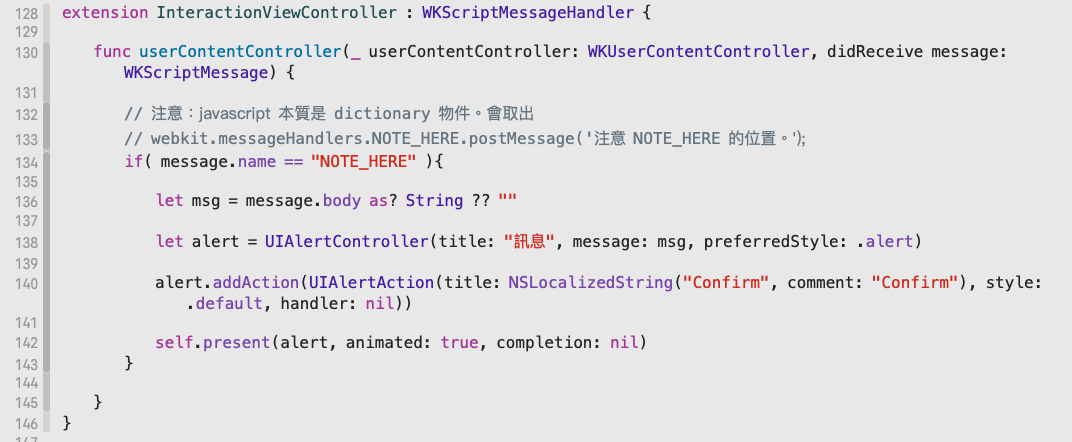 128 extension InteractionViewController : WKScriptMessageHandler {
129
130 func userContentController(_ userContentController: WKUserContentController, didReceive message:
WKScriptMessage) {
131
132 // 注意：javascript 本質是 dictionary 物件。會取出
133 // webkit.messageHandlers.NOTE_HERE.postMessage('注意 NOTE_HERE 的位置。');
134 if( message.name == "NOTE_HERE" ){
135
136 let msg = message.body as? String ?? ""
137
138 let alert = UIAlertController(title: "訊息", message: msg, preferredStyle: .alert)
139
140 alert.addAction(UIAlertAction(title: NSLocalizedString("Confirm", comment: "Confirm"), style:
.default, handler: nil))
141
142 self.present(alert, animated: true, completion: nil)
143 }
144
145 }
146 }
147